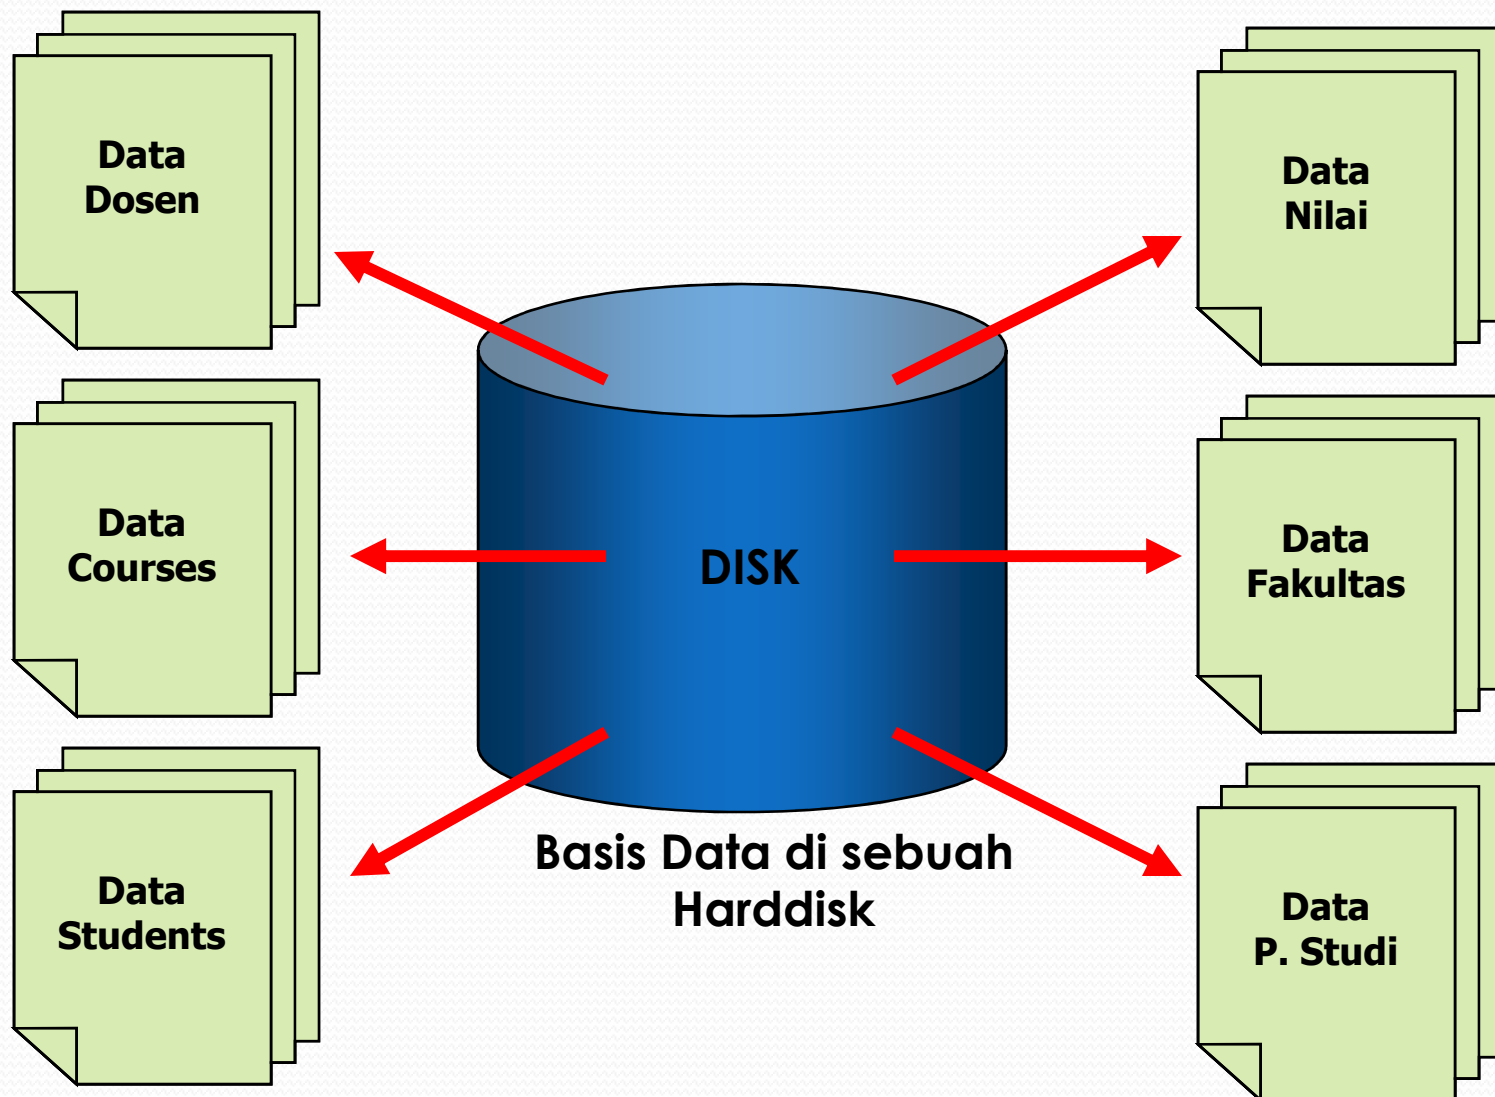 Data
Dosen
Data
Nilai
Data
Courses
DISK
Data
Fakultas
Basis Data di sebuah
Harddisk
Data
Students
Data
P. Studi